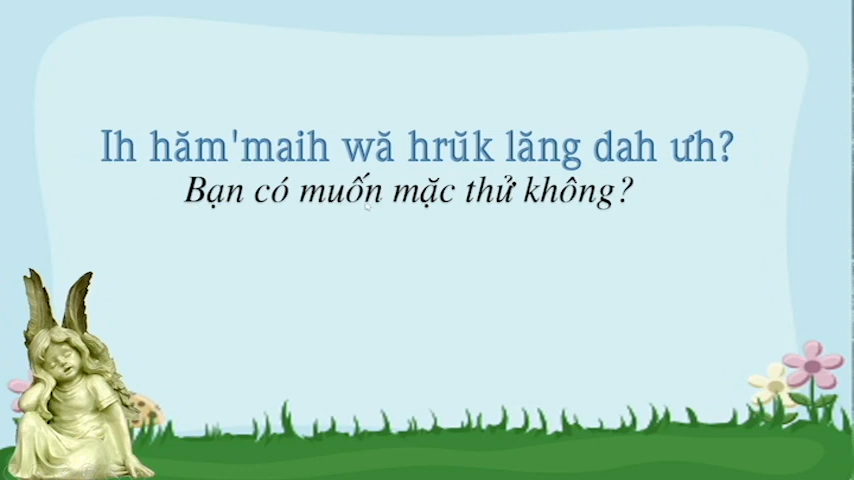 Ih hăm'maih wă hrŭk lăng dah ưh?
Bạn có muốn mặc thử không?